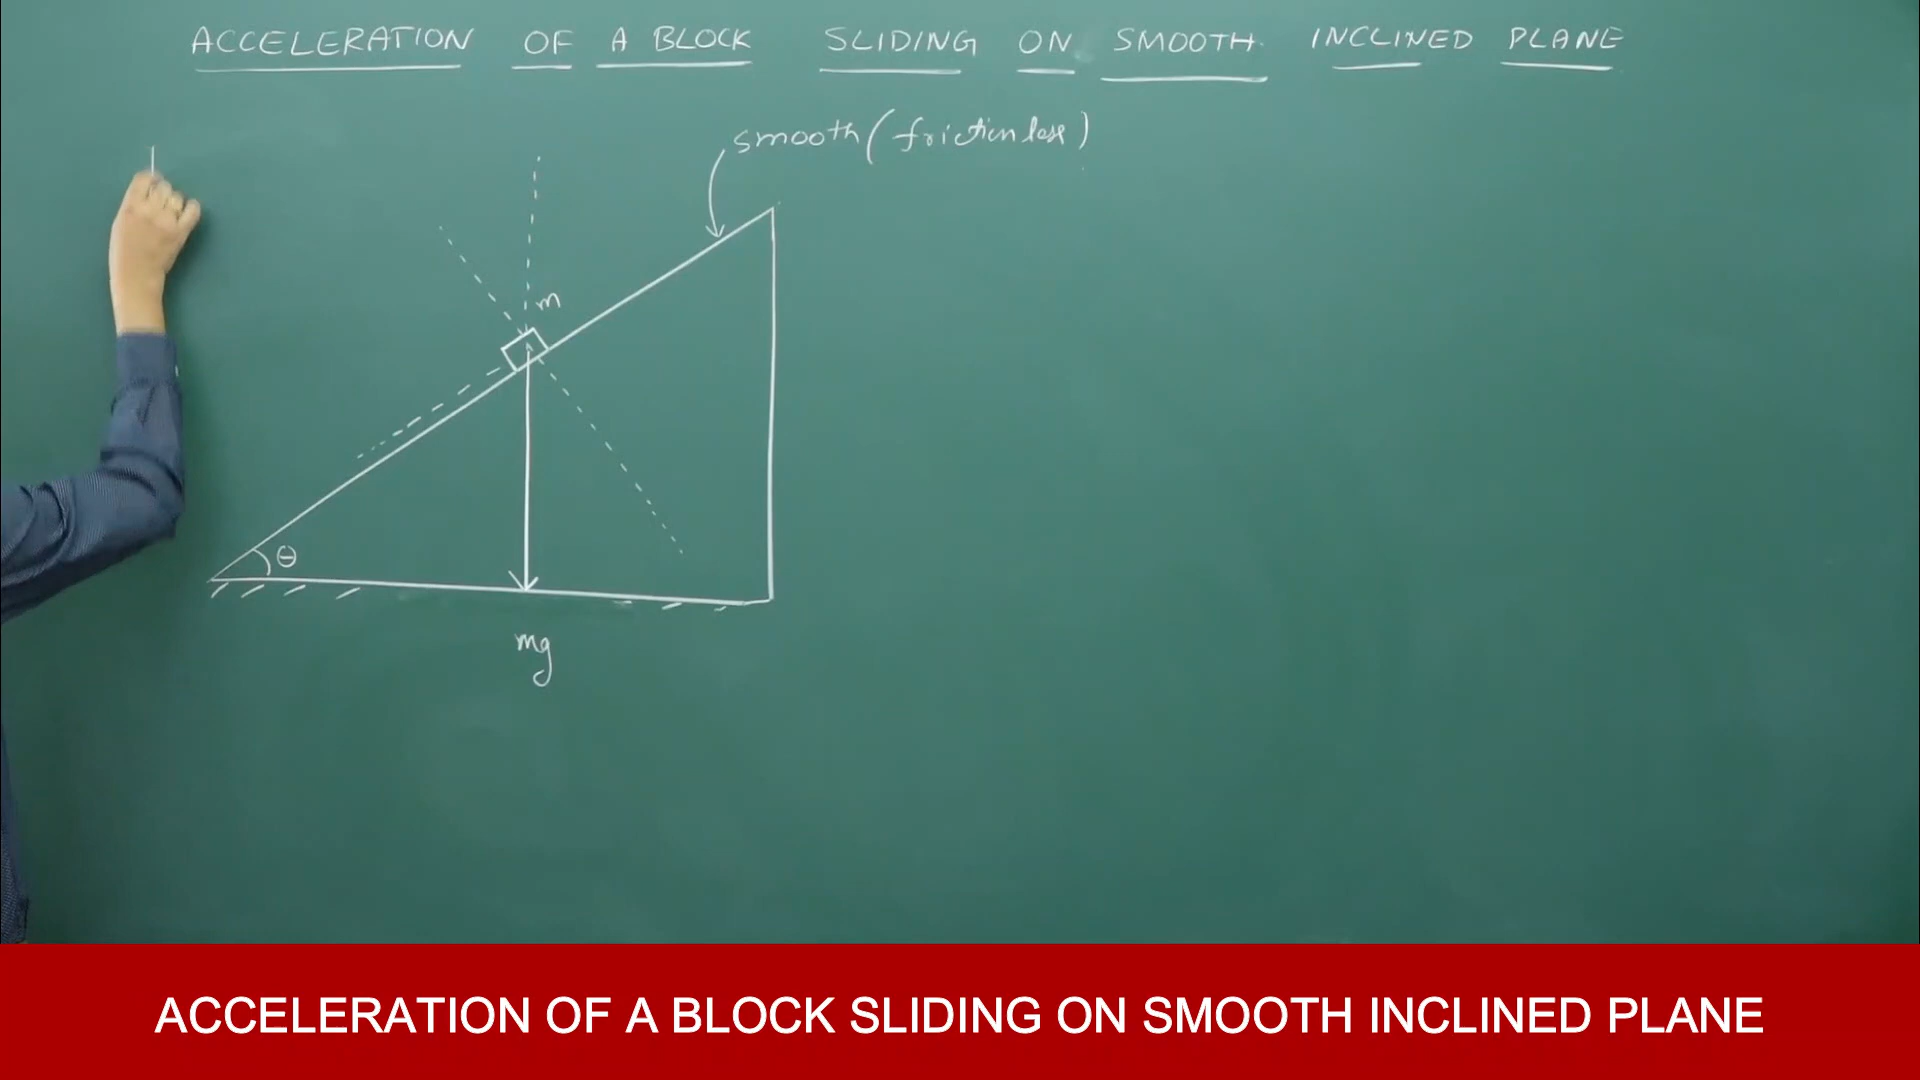 ACCELERATION OF A BLOCK SLIDING ON SMOOTH INCLINED PLANE
smooth (frictionless)
m
θ
mg
ACCELERATION OF A BLOCK SLIDING ON SMOOTH INCLINED PLANE